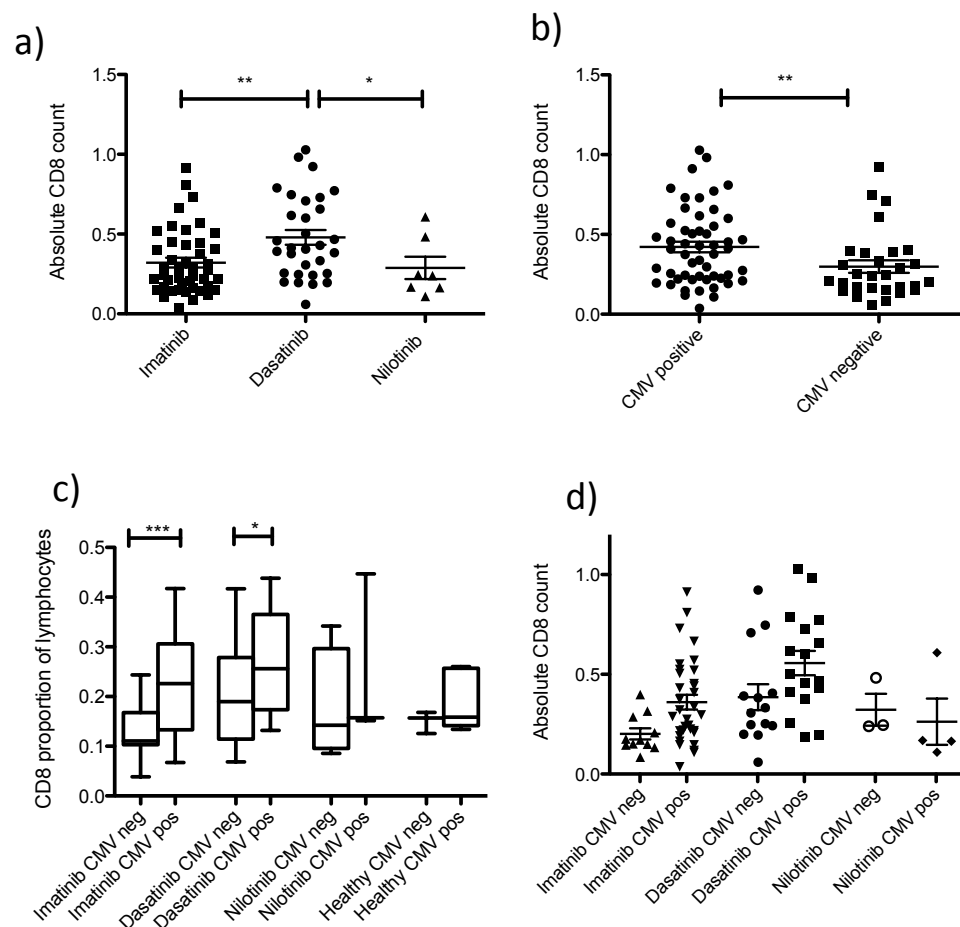 a)
Absolute CD8 count
1.5
1.0
0.5
0.0
**
*
Imatinib
Dasatinib
Nilotinib
b)
Absolute CD8 count
1.5
1.0
0.5
0.0
**
CMV positive
CMV negative
c)
CD8 proportion of lymphocytes
0.5
0.4
0.3
0.2
0.1
0.0
***
*
Imatinib CMV neg
Imatinib CMV pos
Dasatinib CMV neg
Dasatinib CMV pos
Nilotinib CMV neg
Nilotinib CMV pos
Healthy CMV neg
Healthy CMV pos
d)
Absolute CD8 count
1.0
0.5
0.0
Imatinib CMV neg
Imatinib CMV pos
Dasatinib CMV neg
Dasatinib CMV pos
Nilotinib CMV neg
Nilotinib CMV pos